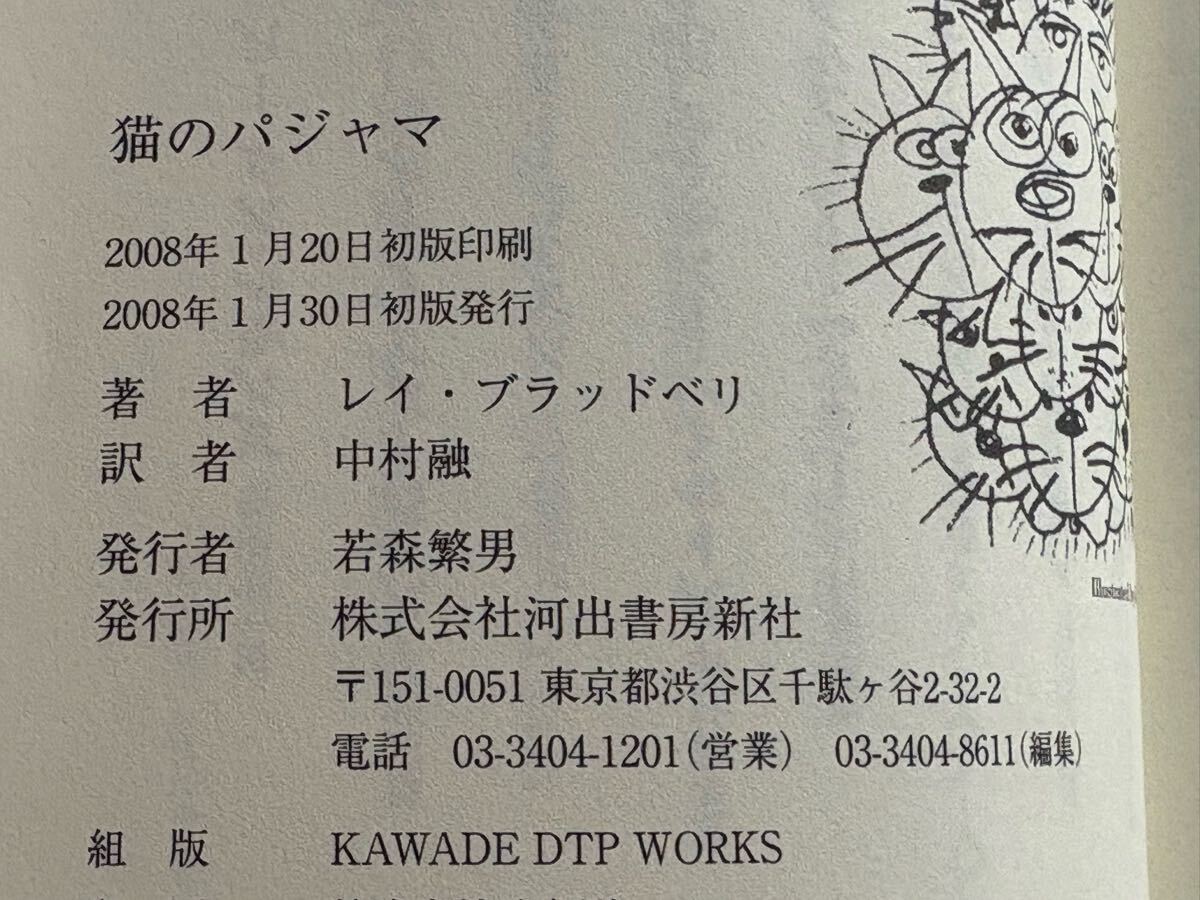 猫のパジャマ
2008年1月20日初版印刷
2008年1月30日初版発行
著 者 レイ・ブラッドベリ
訳 者 中村融
発行者 若森繁男
発行所 株式会社河出書房新社
〒151-0051 東京都渋谷区千駄ヶ谷2-32-2
電話 03-3404-1201(営業) 03-3404-8611(編集)
組 版 KAWADE DTP WORKS